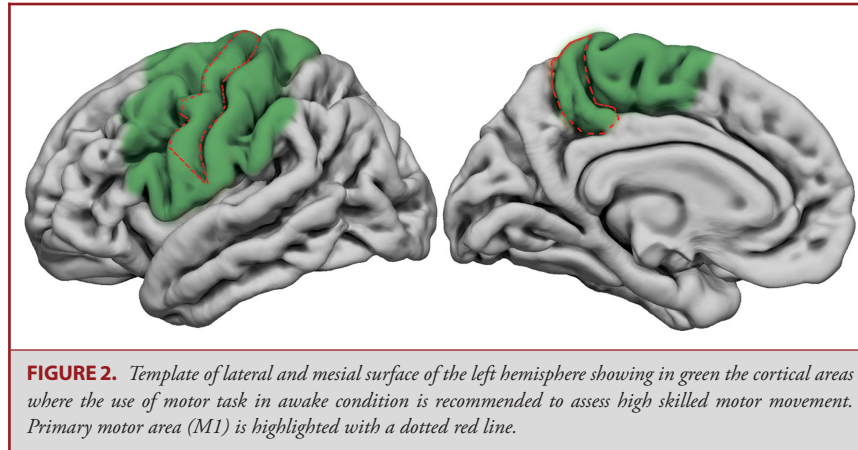 FIGURE 2. Template of lateral and mesial surface of the left hemisphere showing in green the cortical areas
where the use of motor task in awake condition is recommended to assess high skilled motor movement.
Primary motor area (M1) is highlighted with a dotted red line.